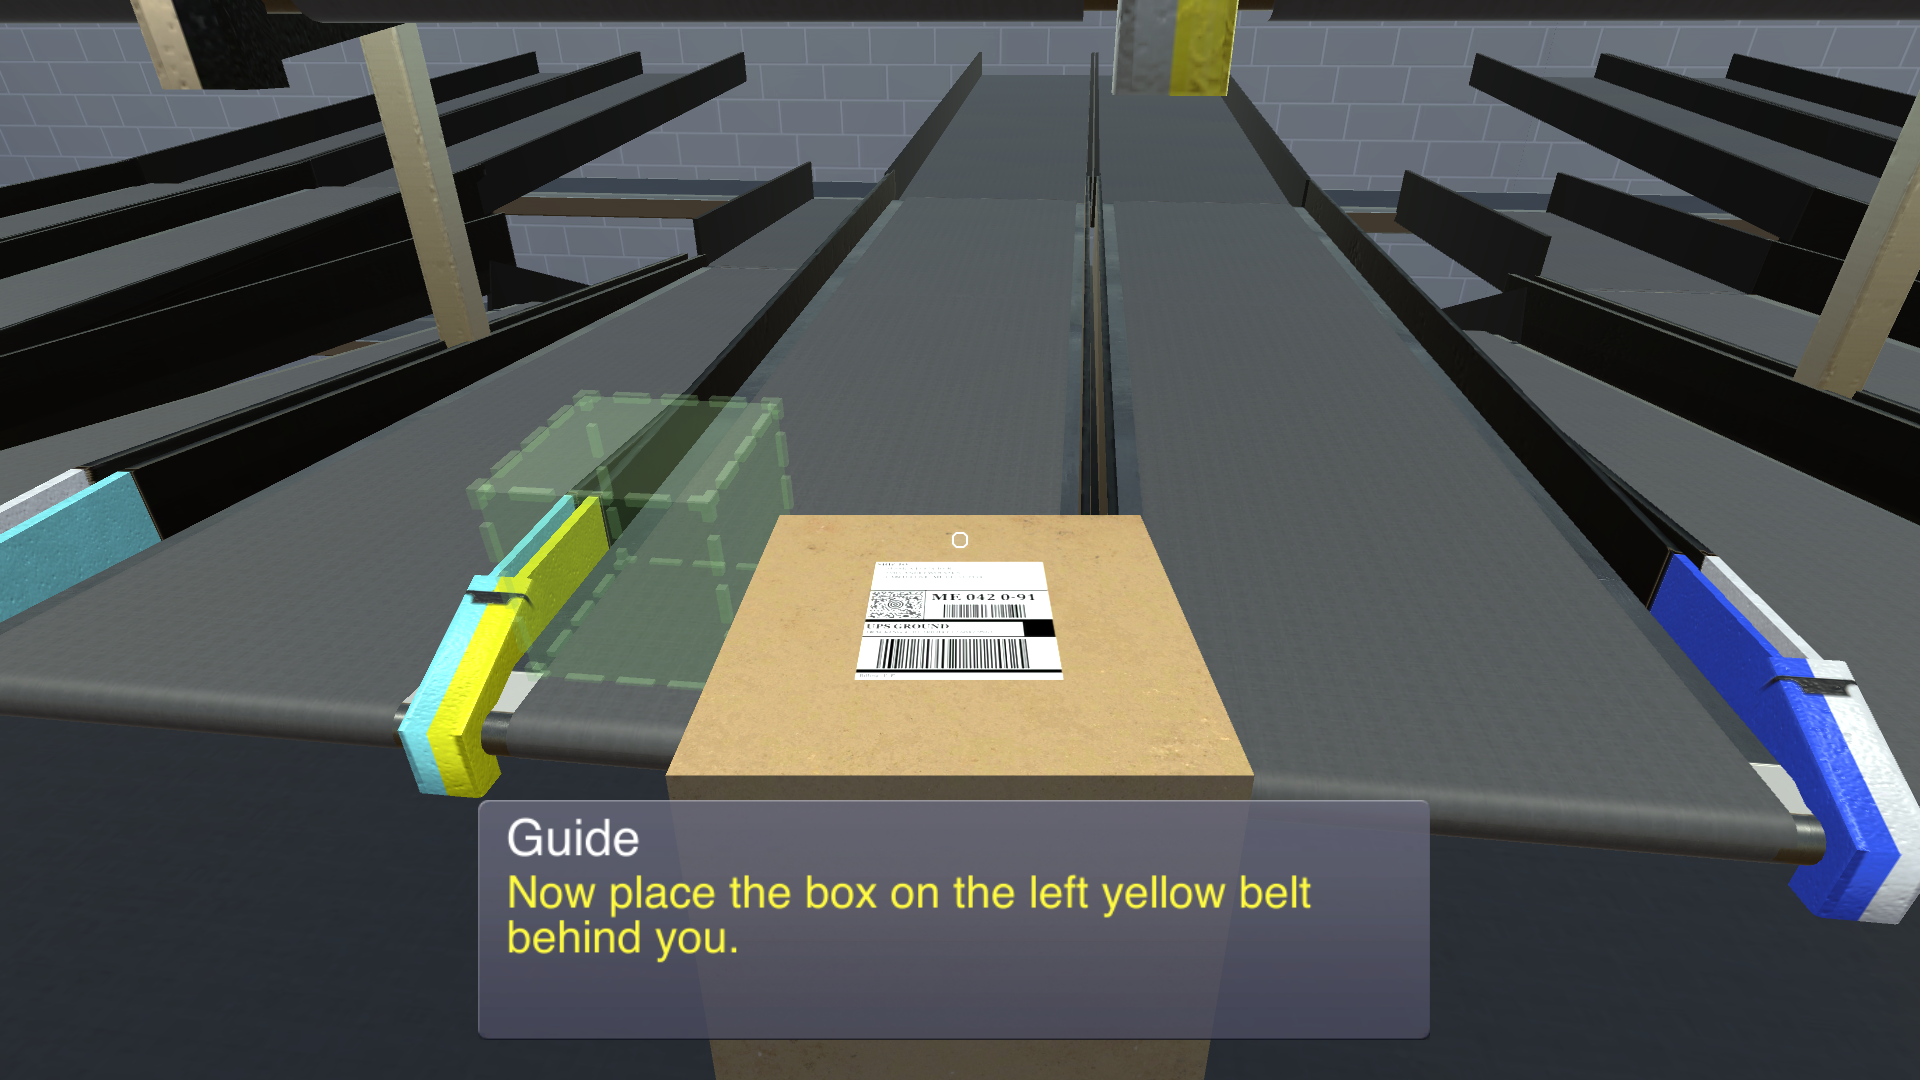 ME 042 0-91
UPS GROUND
Guide
Now place the box on the left yellow belt
behind you.